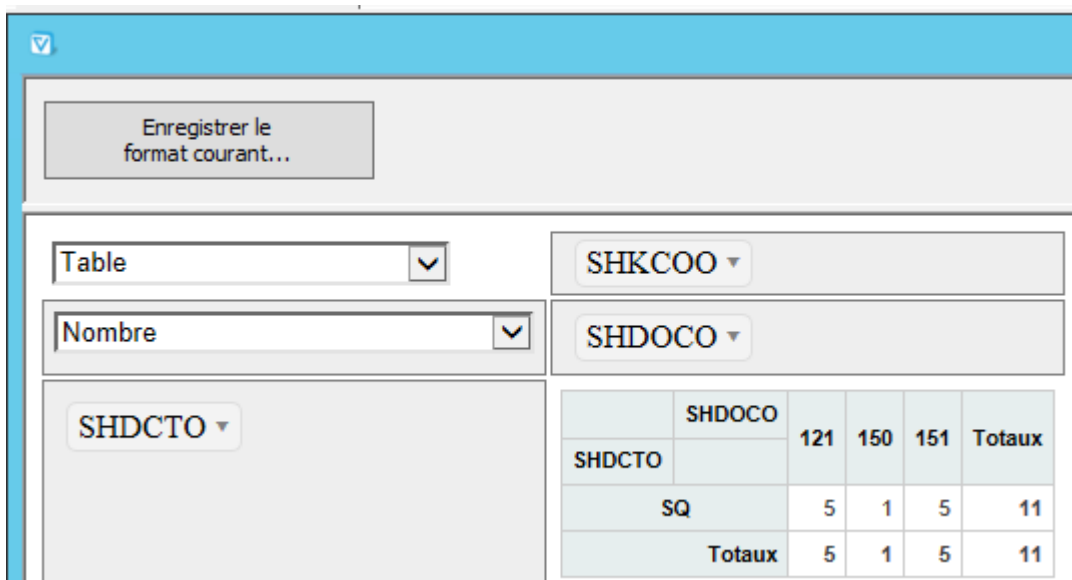 Enregistrer le
format courant...
Table
SHKCOO
Nombre
SHDOCO
SHDCTO
SHDOCO 121 150 151 Totaux
SHDCTO
SQ 5 1 5 11
Totaux 5 1 5 11